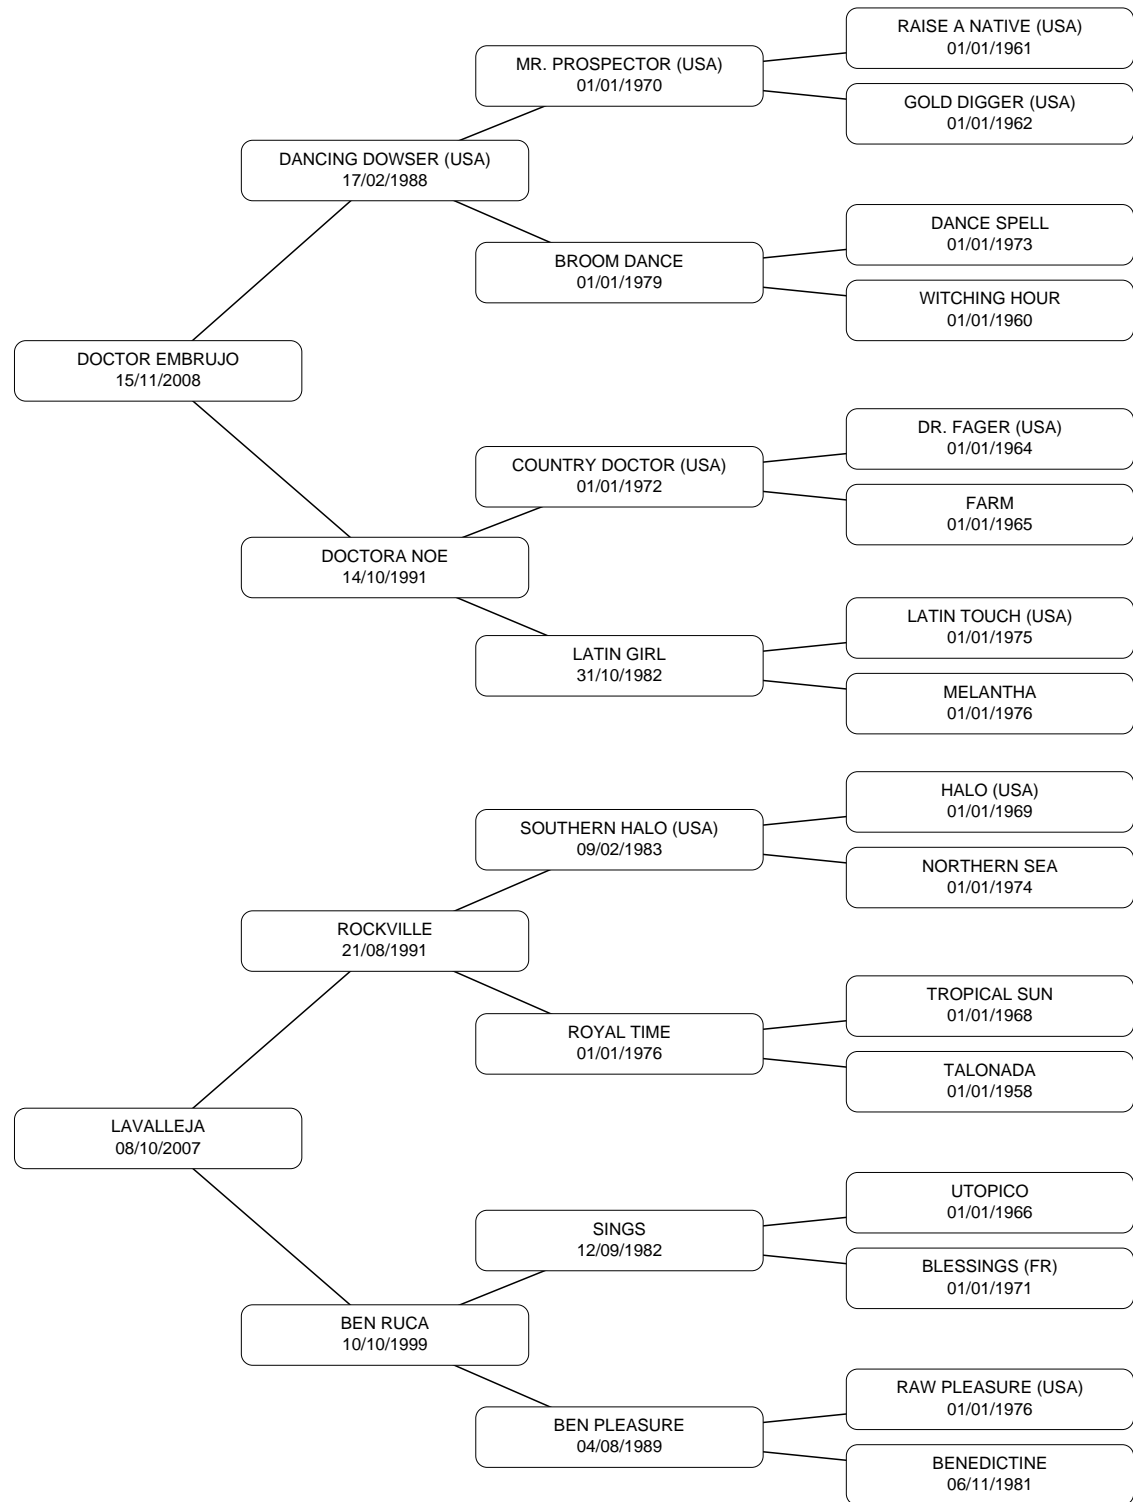 RAISE A NATIVE (USA)
01/01/1961
MR. PROSPECTOR (USA)
01/01/1970
GOLD DIGGER (USA)
01/01/1962
DANCING DOWSER (USA)
17/02/1988
DANCE SPELL
01/01/1973
BROOM DANCE
01/01/1979
WITCHING HOUR
01/01/1960
DOCTOR EMBRUJO
15/11/2008
DR. FAGER (USA)
01/01/1964
COUNTRY DOCTOR (USA)
01/01/1972
FARM
01/01/1965
DOCTORA NOE
14/10/1991
LATIN TOUCH (USA)
01/01/1975
LATIN GIRL
31/10/1982
MELANTHA
01/01/1976
HALO (USA)
01/01/1969
SOUTHERN HALO (USA)
09/02/1983
NORTHERN SEA
01/01/1974
ROCKVILLE
21/08/1991
TROPICAL SUN
01/01/1968
ROYAL TIME
01/01/1976
TALONADA
01/01/1958
LAVALLEJA
08/10/2007
UTOPICO
01/01/1966
SINGS
12/09/1982
BLESSINGS (FR)
01/01/1971
BEN RUCA
10/10/1999
RAW PLEASURE (USA)
01/01/1976
BEN PLEASURE
04/08/1989
BENEDICTINE
06/11/1981